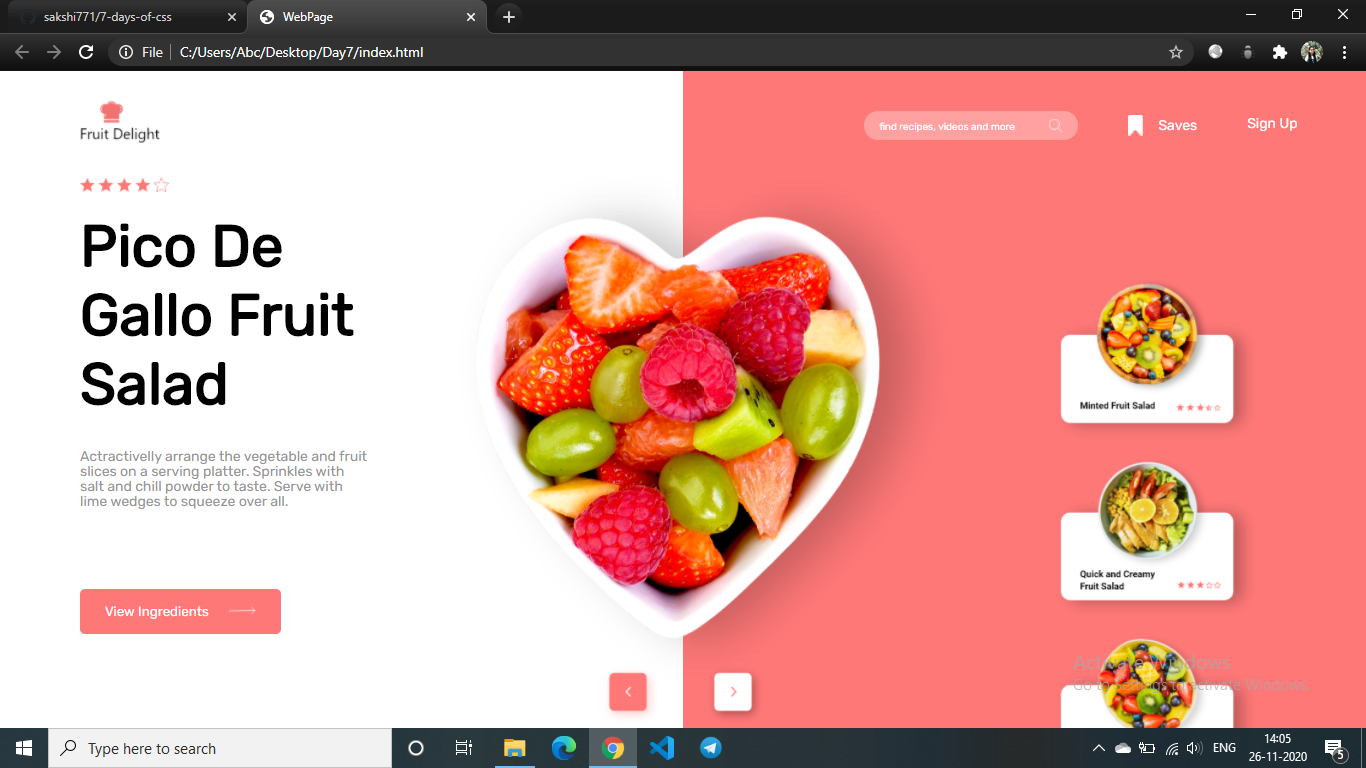 sakshi771/7-days-of-css
WebPage
File
C:/Users/Abc/Desktop/Day7/index.html
Fruit Delight
find recipes, videos and more
Saves
Sign Up
Pico De
Gallo Fruit
Salad
Actractivelly arrange the vegetable and fruit
slices on a serving platter. Sprinkles with
salt and chill powder to taste. Serve with
lime wedges to squeeze over all.
View Ingredients
Minted Fruit Salad
Quick and Creamy
Fruit Salad
Activate Windows
Go to Settings to activate Windows.
Type here to search
ENG
14:05
26-11-2020
5